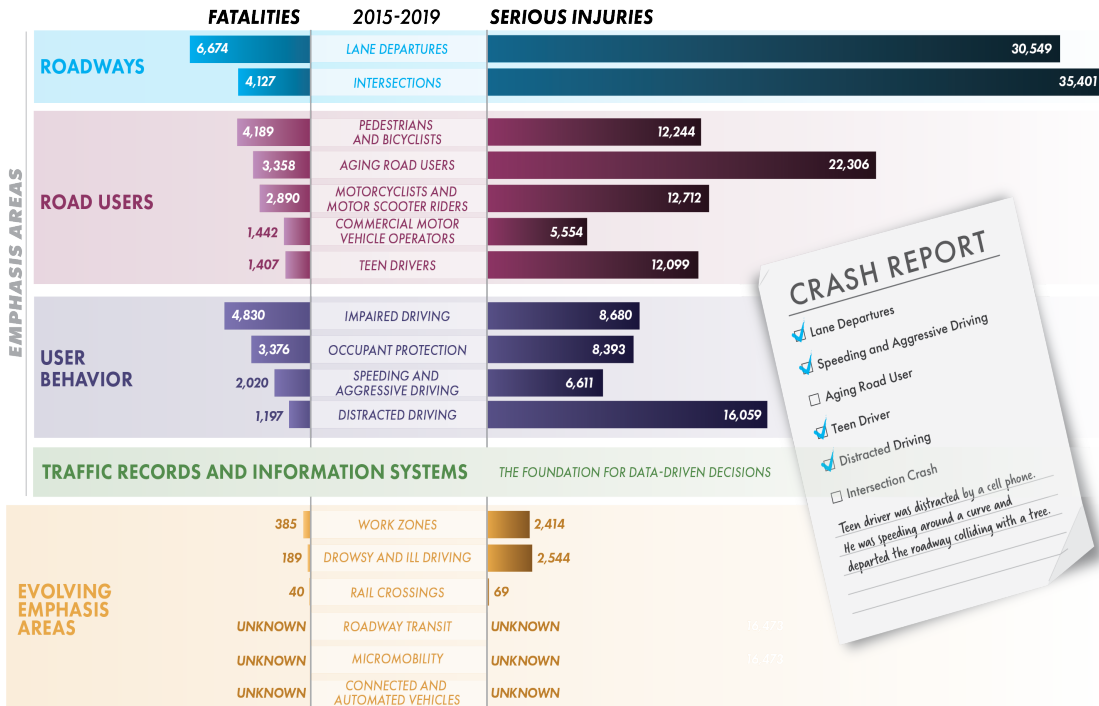 FATALITIES 2015-2019 SERIOUS INJURIES
EMPHASIS AREAS
ROADWAYS
6,674 LANE DEPARTURES 30,549
4,127 INTERSECTIONS 35,401
ROAD USERS
4,189 PEDESTRIANS
AND BICYCLISTS 12,244
3,358 AGING ROAD USERS 22,306
2,890 MOTORCYCLISTS AND
MOTOR SCOOTER RIDERS 12,712
1,442 COMMERCIAL MOTOR
VEHICLE OPERATORS 5,554
1,407 TEEN DRIVERS 12,099
USER
BEHAVIOR
4,830 IMPAIRED DRIVING 8,680
3,376 OCCUPANT PROTECTION 8,393
2,020 SPEEDING AND
AGGRESSIVE DRIVING 6,611
1,197 DISTRACTED DRIVING 16,059
TRAFFIC RECORDS AND INFORMATION SYSTEMS THE FOUNDATION FOR DATA-DRIVEN DECISIONS
EVOLVING
EMPHASIS
AREAS
385 WORK ZONES 2,414
189 DROWSY AND ILL DRIVING 2,544
40 RAIL CROSSINGS 69
UNKNOWN ROADWAY TRANSIT UNKNOWN
UNKNOWN MICROMOBILITY UNKNOWN
UNKNOWN CONNECTED AND
AUTOMATED VEHICLES UNKNOWN
CRASH REPORT
Lane Departures
Speeding and Aggressive Driving
Aging Road User
Teen Driver
Distracted Driving
Intersection Crash
Teen driver was distracted by a cell phone.
He was speeding around a curve and
departed the roadway colliding with a tree.